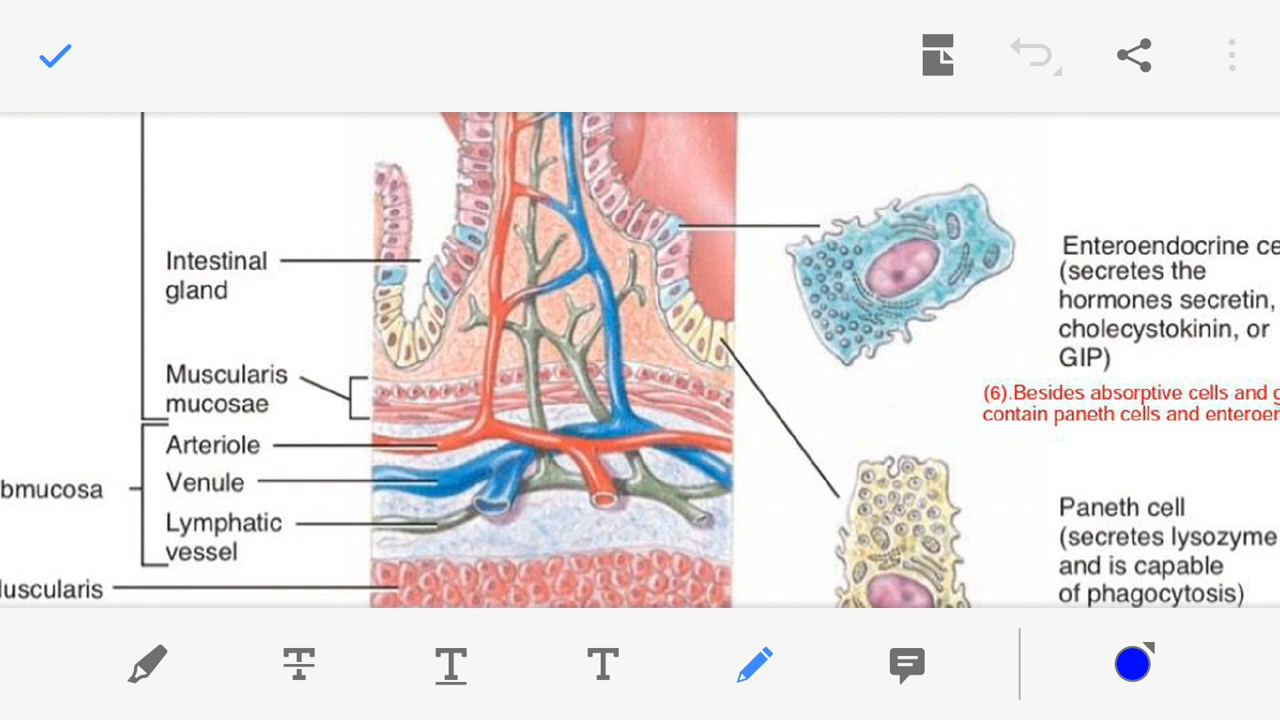 Intestinal
gland
Muscularis
mucosae
Arteriole
Venule
bmucosa
Lymphatic
vessel
luscularis
Enteroendocrine ce
(secretes the
hormones secretin,
cholecystokinin, or
GIP)
(6).Besides absorptive cells and g
contain paneth cells and enteroer
Paneth cell
(secretes lysozyme
and is capable
of phagocytosis)